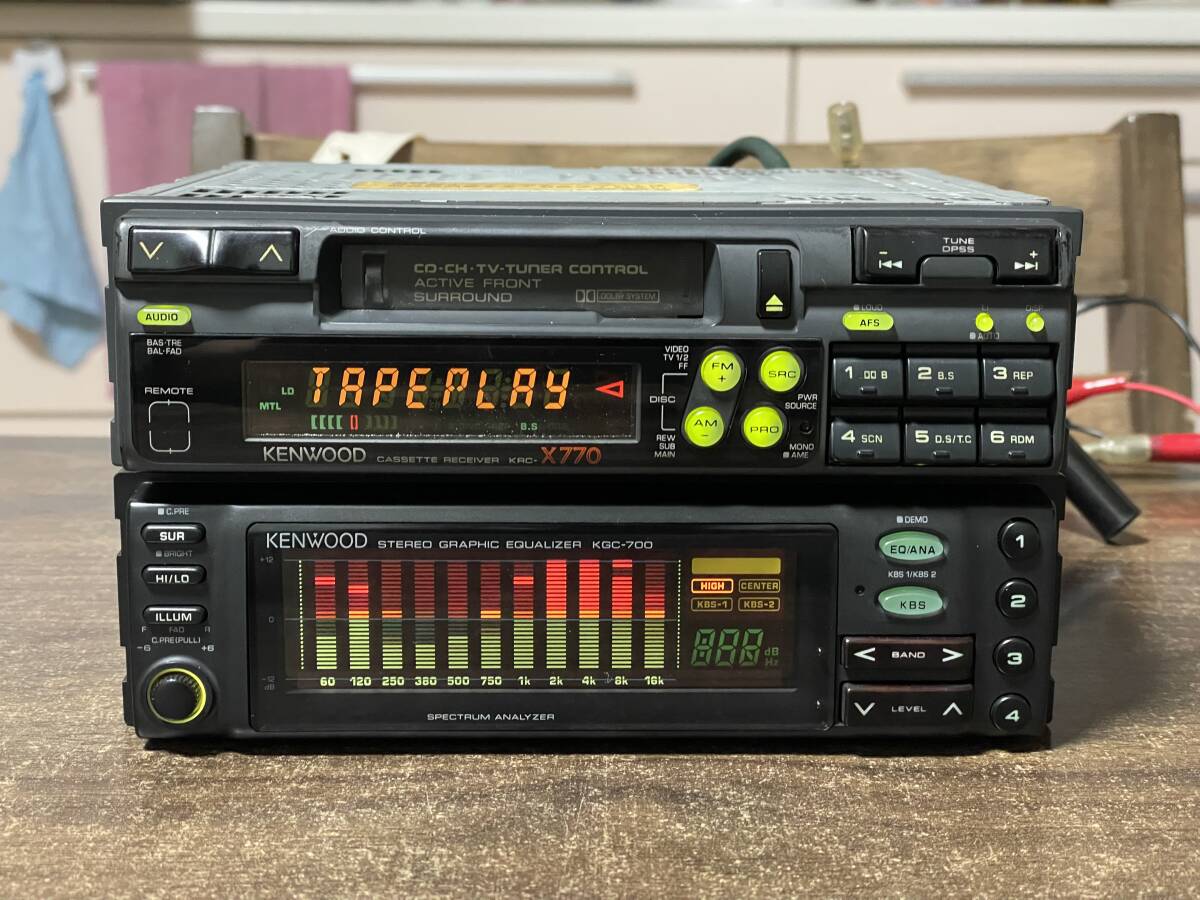 AUDIO CONTROL
TUNE
DPSS
− |◄◄
►►| +
CD-CH·TV-TUNER CONTROL
ACTIVE FRONT
SURROUND
DOLBY SYSTEM
AUDIO
LOUD
AFS
T.I
AUTO
DISP
BAS·TRE
BAL·FAD
REMOTE
LD
MTL
TAPEPLAY
B.S
VIDEO
TV 1/2
FF
DISC
REW
SUB
MAIN
FM
+
SRC
AM
−
PRO
PWR
SOURCE
MONO
AME
1 B
2 B.S
3 REP
4 SCN
5 D.S/T.C
6 RDM
KENWOOD CASSETTE RECEIVER KRC-X770
C.PRE
SUR
BRIGHT
HI/LO
ILLUM
F FAD R
C.PRE(PULL)
−6 +6
KENWOOD STEREO GRAPHIC EQUALIZER KGC-700
+12
0
−12
dB
60 120 250 380 500 750 1k 2k 4k 8k 16k
HIGH CENTER
KBS-1 KBS-2
888 dB
Hz
SPECTRUM ANALYZER
DEMO
EQ/ANA
KBS 1/KBS 2
KBS
< BAND >
LEVEL
1
2
3
4